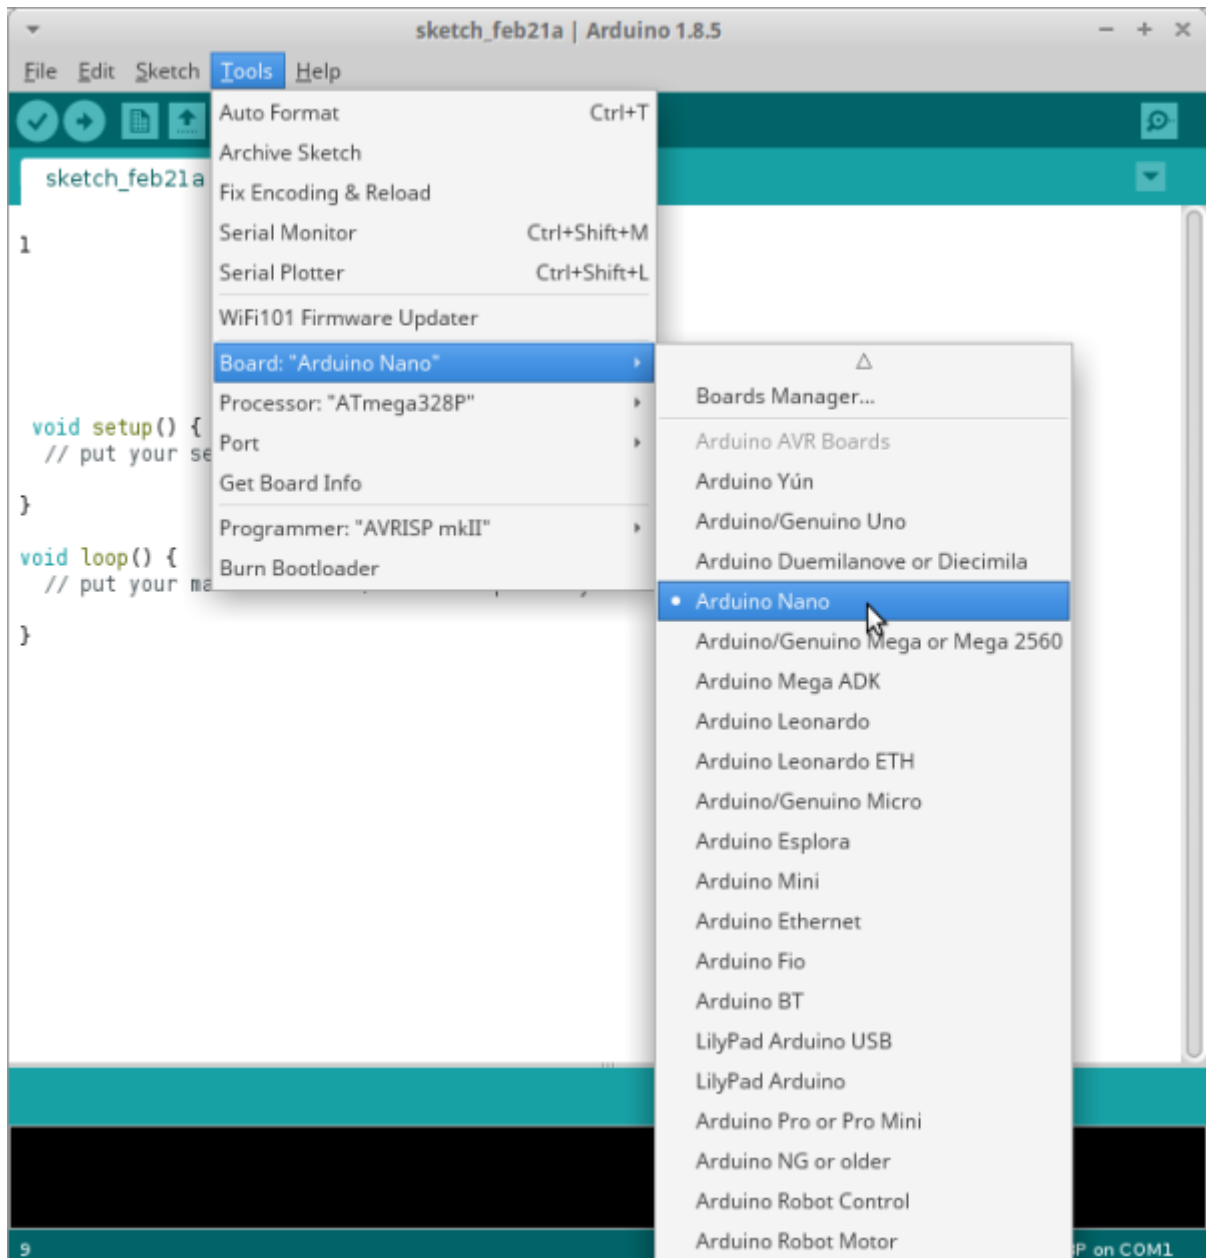 sketch_feb21a | Arduino 1.8.5
File Edit Sketch Tools Help
sketch_feb21a
Auto Format Ctrl+T
Archive Sketch
Fix Encoding & Reload
Serial Monitor Ctrl+Shift+M
Serial Plotter Ctrl+Shift+L
WiFi101 Firmware Updater
Board: "Arduino Nano"
Processor: "ATmega328P"
Port
Get Board Info
Programmer: "AVRISP mkII"
Burn Bootloader
Boards Manager...
Arduino AVR Boards
Arduino Yún
Arduino/Genuino Uno
Arduino Duemilanove or Diecimila
Arduino Nano
Arduino/Genuino Mega or Mega 2560
Arduino Mega ADK
Arduino Leonardo
Arduino Leonardo ETH
Arduino/Genuino Micro
Arduino Esplora
Arduino Mini
Arduino Ethernet
Arduino Fio
Arduino BT
LilyPad Arduino USB
LilyPad Arduino
Arduino Pro or Pro Mini
Arduino NG or older
Arduino Robot Control
Arduino Robot Motor
l
void setup() {
// put your se
}
void loop() {
// put your ma
}
9
P on COM1